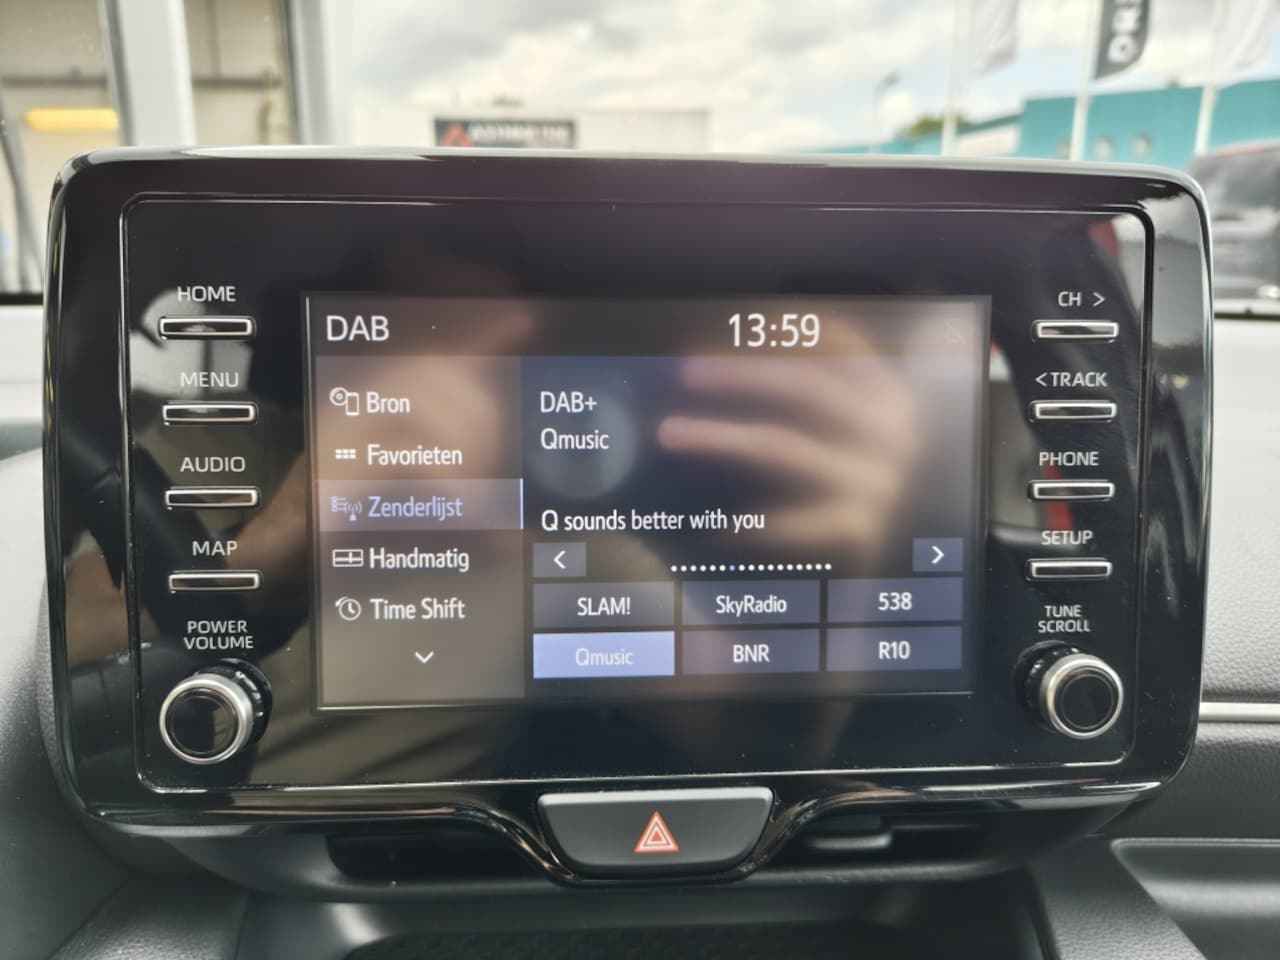 HOME
MENU
AUDIO
MAP
POWER
VOLUME
DAB
13:59
Bron
Favorieten
Zenderlijst
Handmatig
Time Shift
DAB+
Qmusic
Q sounds better with you
<
>
SLAM!
SkyRadio
538
Qmusic
BNR
R10
CH >
< TRACK
PHONE
SETUP
TUNE
SCROLL